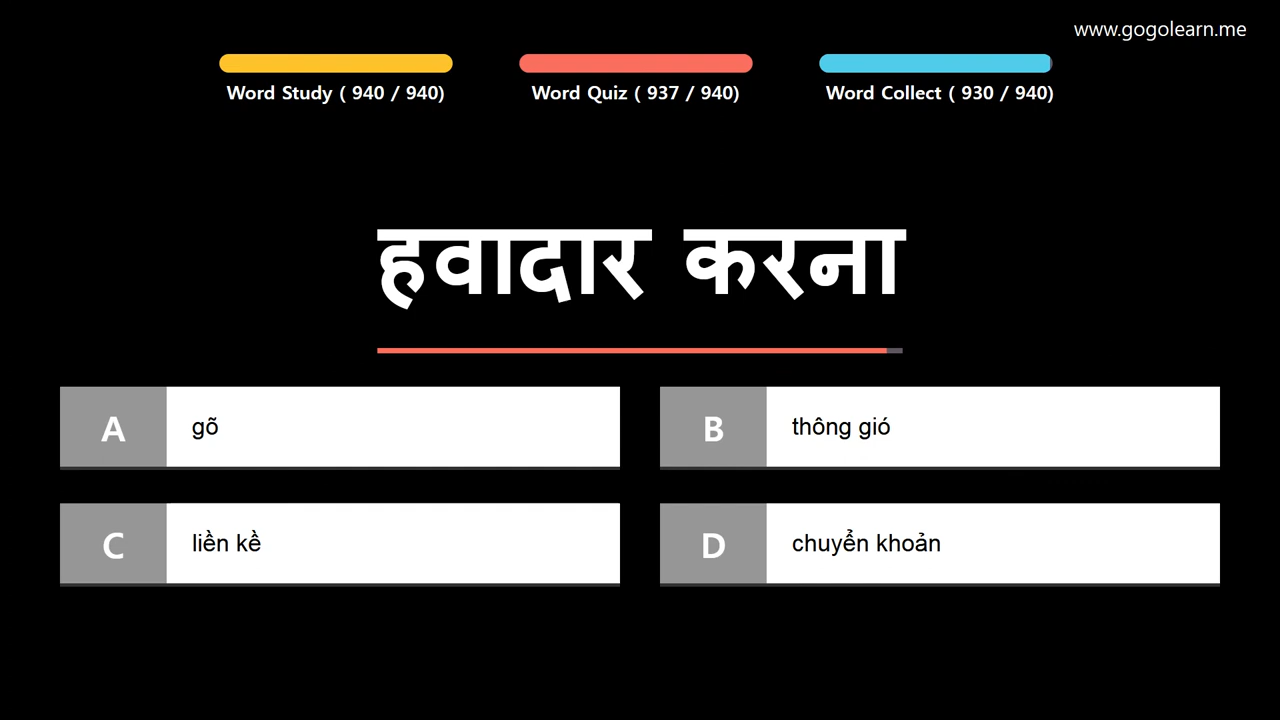 www.gogolearn.me
Word Study ( 940 / 940)
Word Quiz ( 937 / 940)
Word Collect ( 930 / 940)
हवादार करना
A
gõ
B
thông gió
C
liền kề
D
chuyển khoản